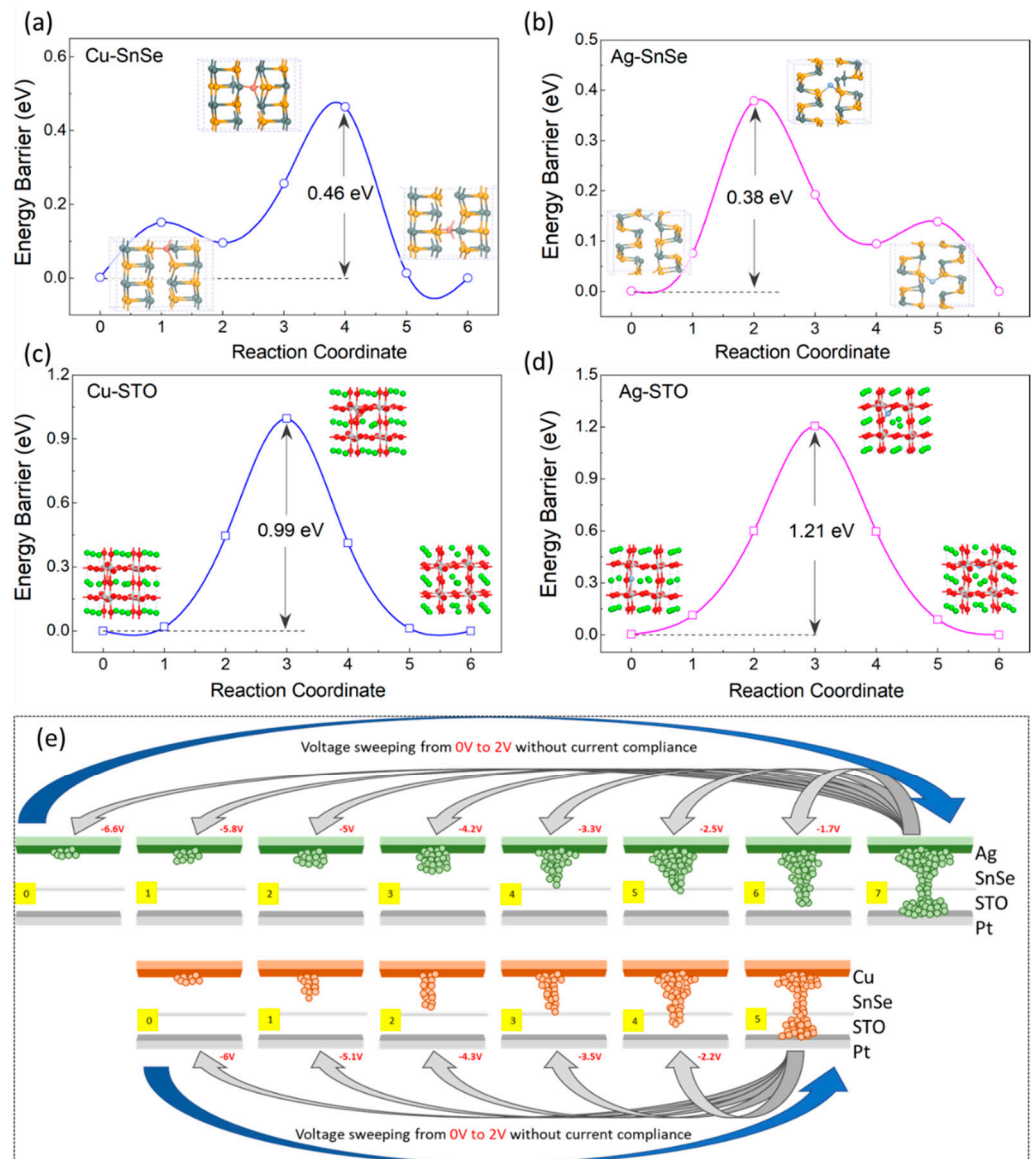 (a)
Cu-SnSe
Energy Barrier (eV)
0.6
0.4
0.2
0.0
0.46 eV
0 1 2 3 4 5 6
Reaction Coordinate
(b)
Ag-SnSe
Energy Barrier (eV)
0.5
0.4
0.3
0.2
0.1
0.0
0.38 eV
0 1 2 3 4 5 6
Reaction Coordinate
(c)
Cu-STO
Energy Barrier (eV)
1.2
0.9
0.6
0.3
0.0
0.99 eV
0 1 2 3 4 5 6
Reaction Coordinate
(d)
Ag-STO
Energy Barrier (eV)
1.5
1.2
0.9
0.6
0.3
0.0
1.21 eV
0 1 2 3 4 5 6
Reaction Coordinate
(e)
Voltage sweeping from 0V to 2V without current compliance
-6.6V -5.8V -5V -4.2V -3.3V -2.5V -1.7V
Ag
SnSe
STO
Pt
0 1 2 3 4 5 6 7
Cu
SnSe
STO
Pt
0 1 2 3 4 5
-6V -5.1V -4.3V -3.5V -2.2V
Voltage sweeping from 0V to 2V without current compliance